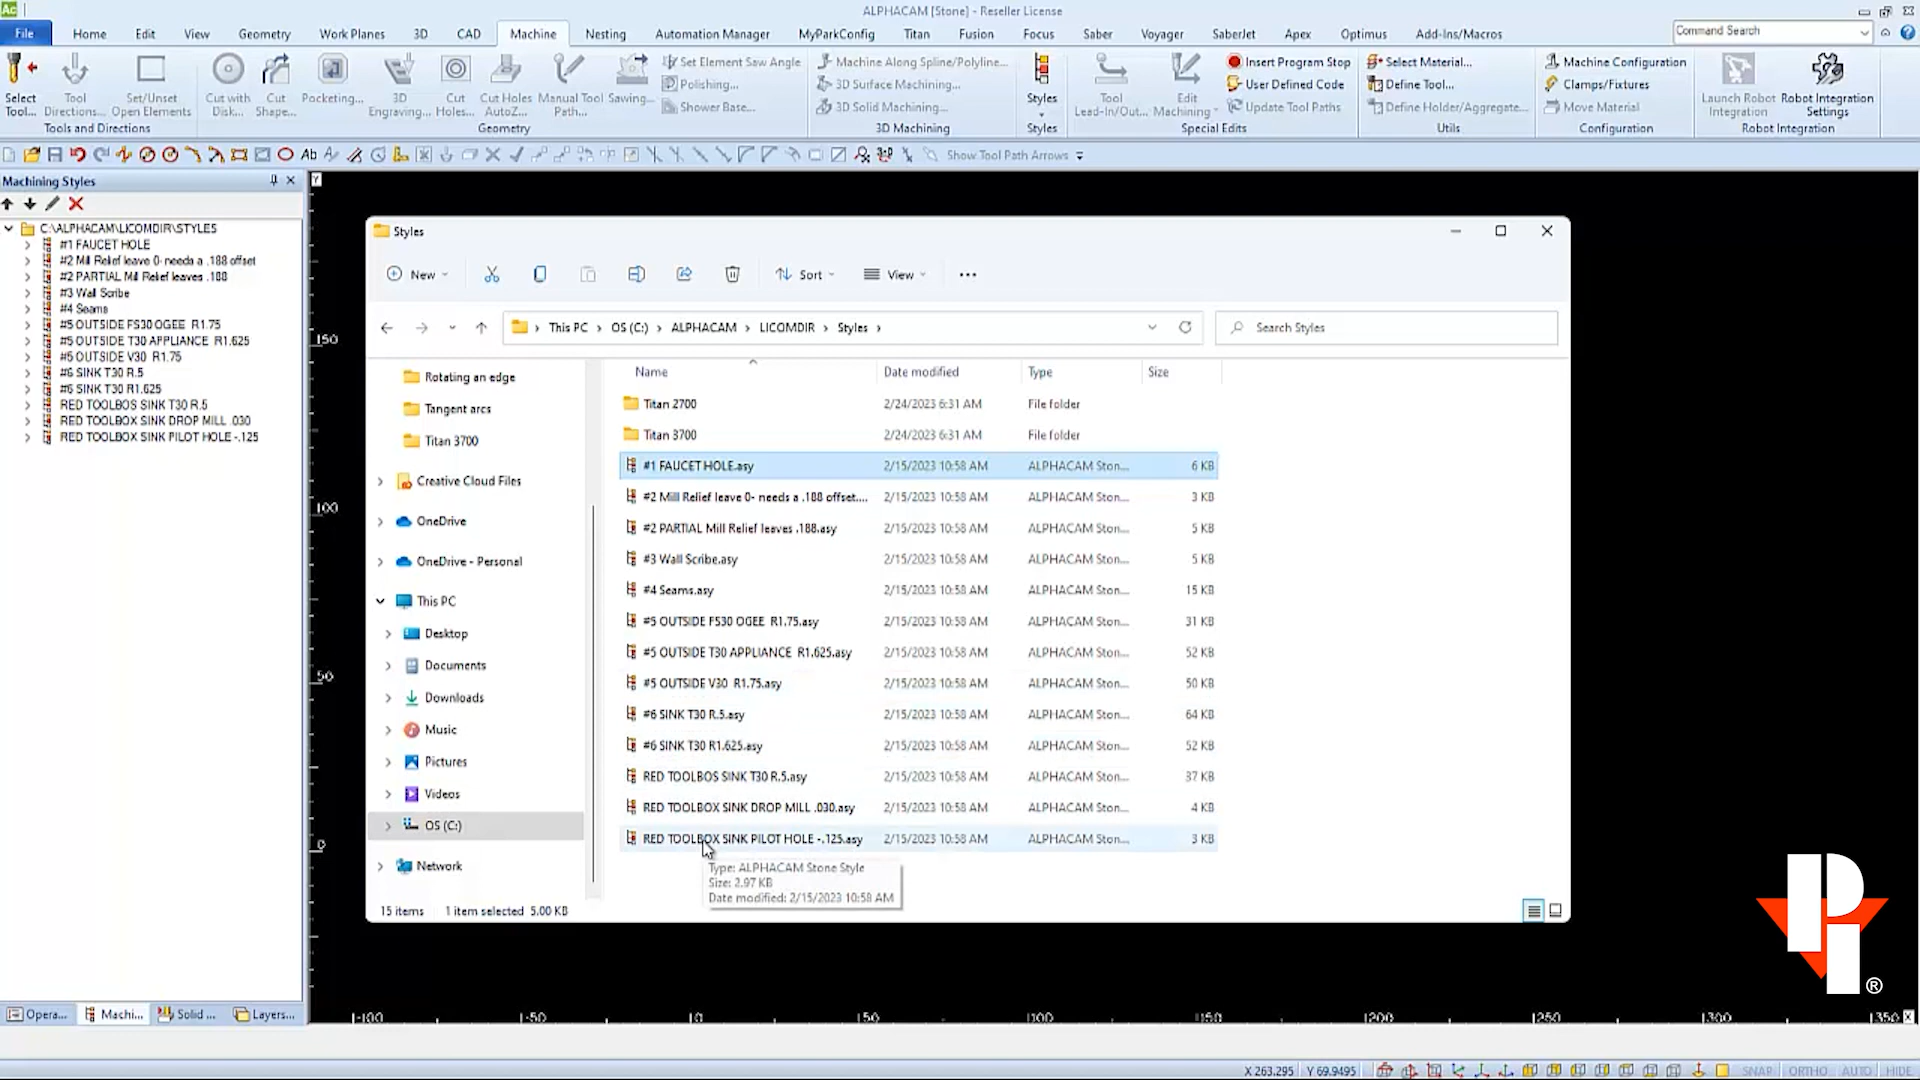 ALPHACAM [Stone] - Reseller License
File Home Edit View Geometry Work Planes 3D CAD Machine Nesting Automation Manager MyParkConfig Titan Fusion Focus Saber Voyager SaberJet Apex Optimus Add-Ins/Macros Command Search
Select Tool...
Tool Directions...
Set/Unset Open Elements
Tools and Directions
Cut with Disk...
Cut Shape...
Pocketing...
3D Engraving...
Cut Holes...
Cut Holes AutoZ...
Manual Tool Path...
Sawing...
Set Element Saw Angle
Polishing...
Shower Base...
Geometry
Machine Along Spline/Polyline...
3D Surface Machining...
3D Solid Machining...
3D Machining
Styles
Styles
Tool Lead-In/Out...
Edit Machining
Insert Program Stop
User Defined Code
Update Tool Paths
Special Edits
Select Material...
Define Tool...
Define Holder/Aggregate...
Utils
Machine Configuration
Clamps/Fixtures
Move Material
Configuration
Launch Robot Integration
Robot Integration Settings
Robot Integration
Ab
Show Tool Path Arrows
Machining Styles
C:\ALPHACAM\LICOMDIR\STYLES
#1 FAUCET HOLE
#2 Mill Relief leave 0- needs a .188 offset
#2 PARTIAL Mill Relief leaves .188
#3 Wall Scribe
#4 Seams
#5 OUTSIDE FS30 OGEE R1.75
#5 OUTSIDE T30 APPLIANCE R1.625
#5 OUTSIDE V30 R1.75
#6 SINK T30 R.5
#6 SINK T30 R1.625
RED TOOLBOS SINK T30 R.5
RED TOOLBOX SINK DROP MILL .030
RED TOOLBOX SINK PILOT HOLE -.125
Opera... Machi... Solid ... Layers...
Y
150
100
50
0
Styles
New Sort View
This PC OS (C:) ALPHACAM LICOMDIR Styles Search Styles
Rotating an edge
Tangent arcs
Titan 3700
Creative Cloud Files
OneDrive
OneDrive - Personal
This PC
Desktop
Documents
Downloads
Music
Pictures
Videos
OS (C:)
Network
Name Date modified Type Size
Titan 2700 2/24/2023 6:31 AM File folder
Titan 3700 2/24/2023 6:31 AM File folder
#1 FAUCET HOLE.asy 2/15/2023 10:58 AM ALPHACAM Ston... 6 KB
#2 Mill Relief leave 0- needs a .188 offset.... 2/15/2023 10:58 AM ALPHACAM Ston... 3 KB
#2 PARTIAL Mill Relief leaves .188.asy 2/15/2023 10:58 AM ALPHACAM Ston... 5 KB
#3 Wall Scribe.asy 2/15/2023 10:58 AM ALPHACAM Ston... 5 KB
#4 Seams.asy 2/15/2023 10:58 AM ALPHACAM Ston... 15 KB
#5 OUTSIDE FS30 OGEE R1.75.asy 2/15/2023 10:58 AM ALPHACAM Ston... 31 KB
#5 OUTSIDE T30 APPLIANCE R1.625.asy 2/15/2023 10:58 AM ALPHACAM Ston... 52 KB
#5 OUTSIDE V30 R1.75.asy 2/15/2023 10:58 AM ALPHACAM Ston... 50 KB
#6 SINK T30 R.5.asy 2/15/2023 10:58 AM ALPHACAM Ston... 64 KB
#6 SINK T30 R1.625.asy 2/15/2023 10:58 AM ALPHACAM Ston... 52 KB
RED TOOLBOS SINK T30 R.5.asy 2/15/2023 10:58 AM ALPHACAM Ston... 37 KB
RED TOOLBOX SINK DROP MILL .030.asy 2/15/2023 10:58 AM ALPHACAM Ston... 4 KB
RED TOOLBOX SINK PILOT HOLE -.125.asy 2/15/2023 10:58 AM ALPHACAM Ston... 3 KB
Type: ALPHACAM Stone Style
Size: 2.97 KB
Date modified: 2/15/2023 10:58 AM
15 items 1 item selected 5.00 KB
PI ®
-100 -50 0 50 100 150 200 250 300 350 X
X 263.295 Y 69.9495 SNAP ORTHO AUTO HIDE